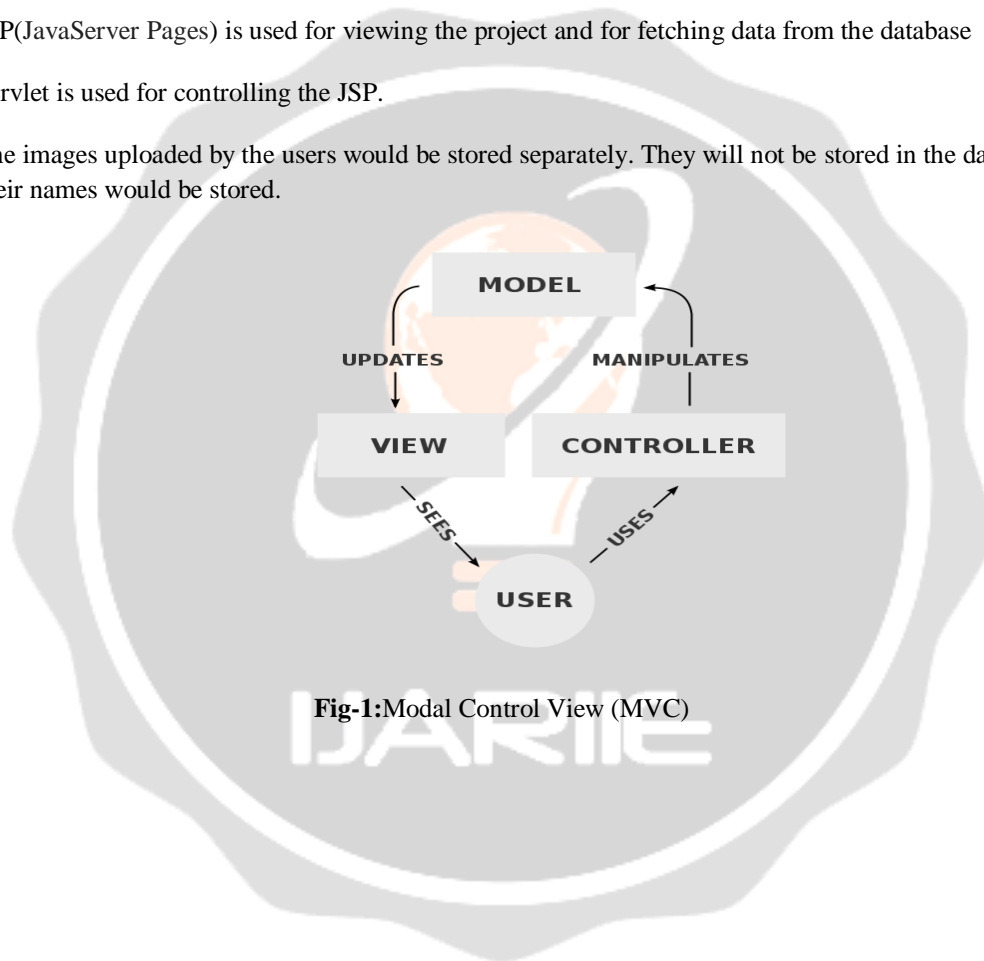 P(JavaServer Pages) is used for viewing the project and for fetching data from the database
rvlet is used for controlling the JSP.
e images uploaded by the users would be stored separately. They will not be stored in the da
eir names would be stored.
MODEL
UPDATES
MANIPULATES
VIEW
CONTROLLER
SEES
USES
USER
Fig-1:Modal Control View (MVC)
IJARIIE